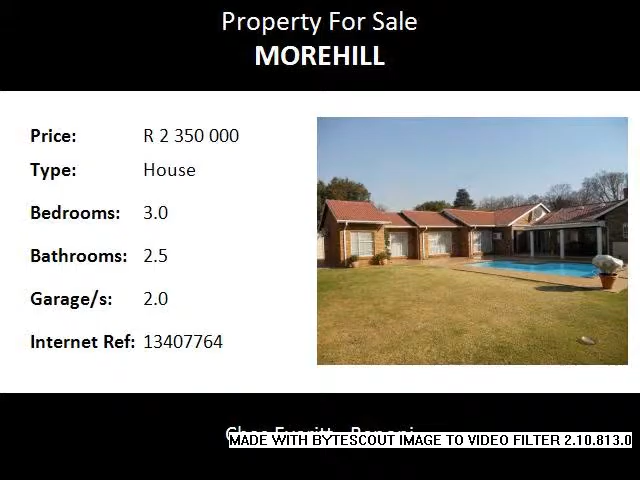 Property For Sale
MOREHILL
Price: R 2 350 000
Type: House
Bedrooms: 3.0
Bathrooms: 2.5
Garage/s: 2.0
Internet Ref: 13407764
MADE WITH BYTESCOUT IMAGE TO VIDEO FILTER 2.10.813.0